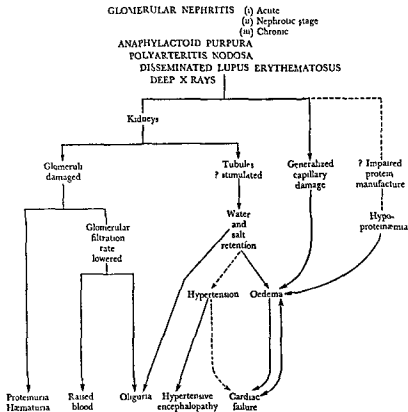 GLOMERULAR NEPHRITIS (i) Acute
(ii) Nephrotic stage
(iii) Chronic
ANAPHYLACTOID PURPURA
POLYARTERITIS NODOSA
DISSEMINATED LUPUS ERYTHEMATOSUS
DEEP X RAYS
Kidneys
Glomeruli damaged
Tubules ? stimulated
Generalized capillary damage
? Impaired protein manufacture
Glomerular filtration rate lowered
Water and salt retention
Hypo-proteinæmia
Hypertension
Oedema
Proteinuria Hæmaturia
Raised blood
Oliguria
Hypertensive encephalopathy
Cardiac failure